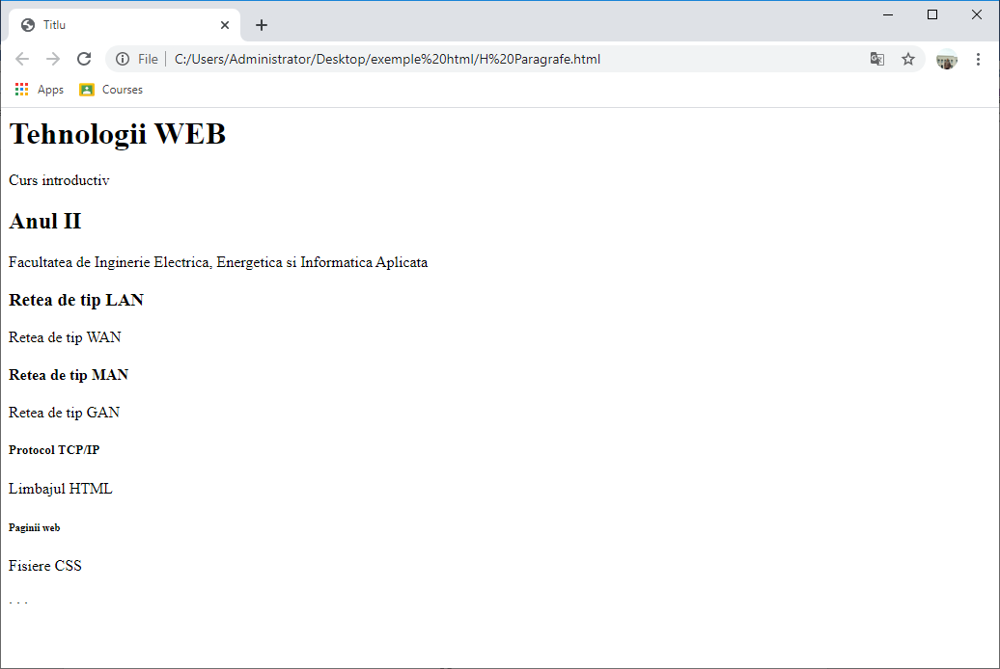 Titlu
File
C:/Users/Administrator/Desktop/exemple%20html/H%20Paragrafe.html
Apps Courses
Tehnologii WEB
Curs introductiv
Anul II
Facultatea de Inginerie Electrica, Energetica si Informatica Aplicata
Retea de tip LAN
Retea de tip WAN
Retea de tip MAN
Retea de tip GAN
Protocol TCP/IP
Limbajul HTML
Paginii web
Fisiere CSS
. . .